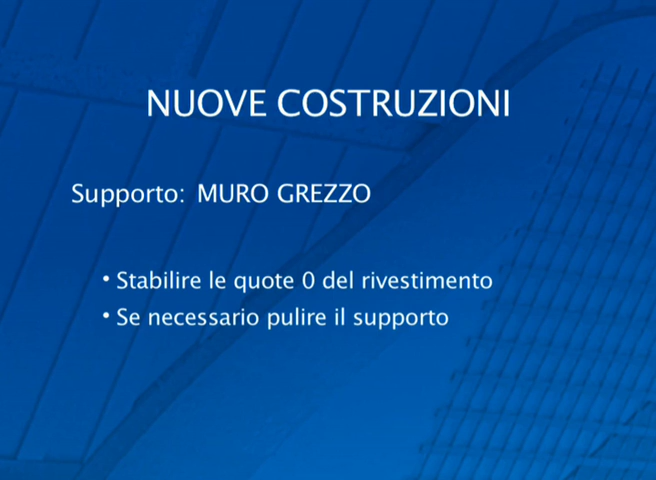 NUOVE COSTRUZIONI
Supporto: MURO GREZZO
• Stabilire le quote 0 del rivestimento
• Se necessario pulire il supporto